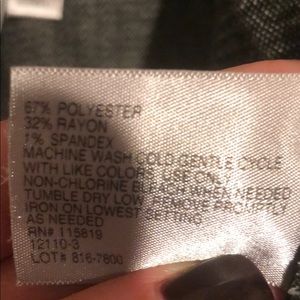 67% POLYESTER
32% RAYON
1% SPANDEX
MACHINE WASH COLD GENTLE CYCLE
WITH LIKE COLORS. USE ONLY
NON-CHLORINE BLEACH WHEN NEEDED
TUMBLE DRY LOW. REMOVE PROMPTLY
IRON ON LOWEST SETTING
AS NEEDED
RN# 115819
12110-3
LOT# 816-7800